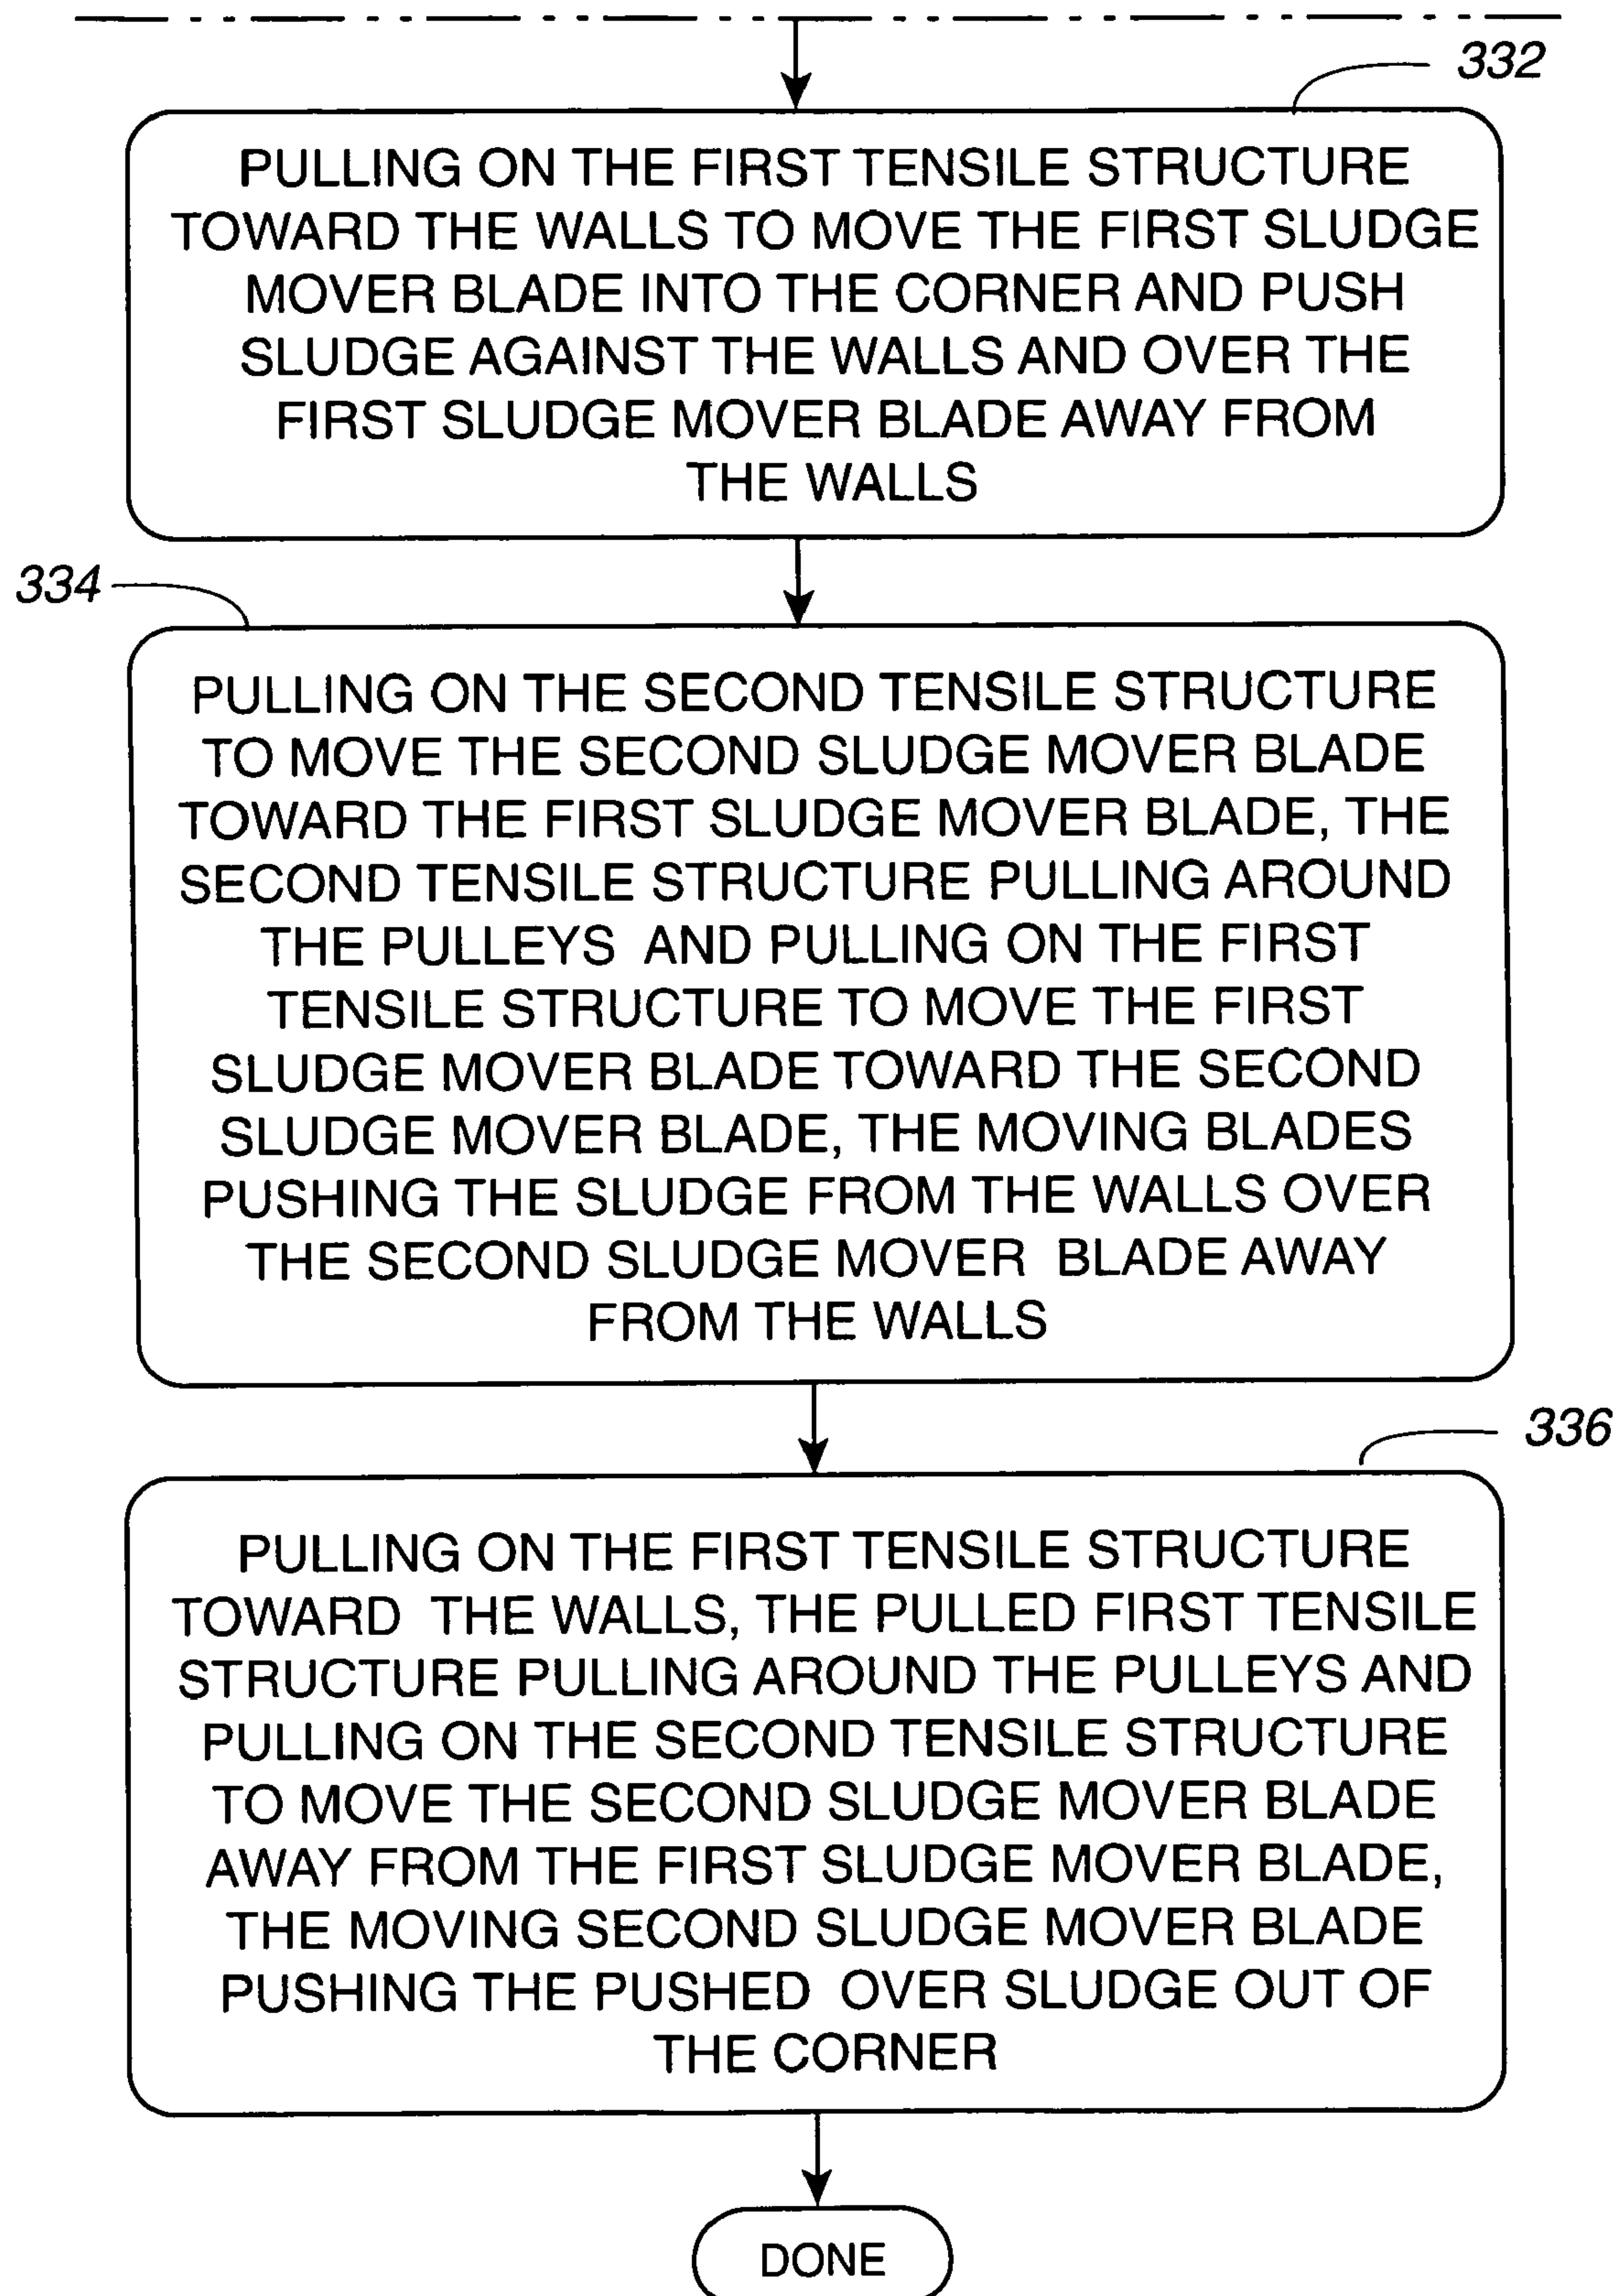 332
PULLING ON THE FIRST TENSILE STRUCTURE
TOWARD THE WALLS TO MOVE THE FIRST SLUDGE
MOVER BLADE INTO THE CORNER AND PUSH
SLUDGE AGAINST THE WALLS AND OVER THE
FIRST SLUDGE MOVER BLADE AWAY FROM
THE WALLS
334
PULLING ON THE SECOND TENSILE STRUCTURE
TO MOVE THE SECOND SLUDGE MOVER BLADE
TOWARD THE FIRST SLUDGE MOVER BLADE, THE
SECOND TENSILE STRUCTURE PULLING AROUND
THE PULLEYS AND PULLING ON THE FIRST
TENSILE STRUCTURE TO MOVE THE FIRST
SLUDGE MOVER BLADE TOWARD THE SECOND
SLUDGE MOVER BLADE, THE MOVING BLADES
PUSHING THE SLUDGE FROM THE WALLS OVER
THE SECOND SLUDGE MOVER BLADE AWAY
FROM THE WALLS
336
PULLING ON THE FIRST TENSILE STRUCTURE
TOWARD THE WALLS, THE PULLED FIRST TENSILE
STRUCTURE PULLING AROUND THE PULLEYS AND
PULLING ON THE SECOND TENSILE STRUCTURE
TO MOVE THE SECOND SLUDGE MOVER BLADE
AWAY FROM THE FIRST SLUDGE MOVER BLADE,
THE MOVING SECOND SLUDGE MOVER BLADE
PUSHING THE PUSHED OVER SLUDGE OUT OF
THE CORNER
DONE